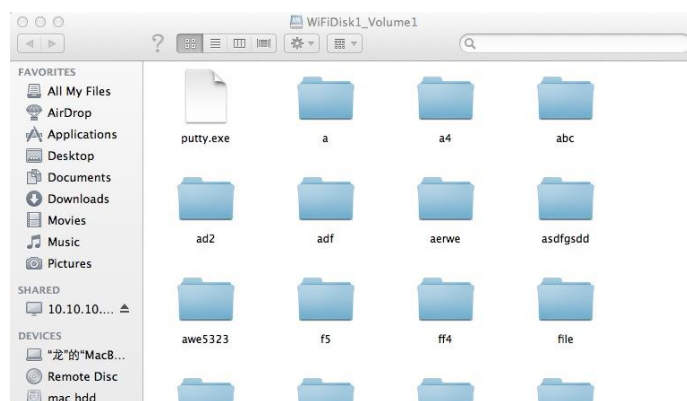 WiFiDisk1_Volume1
FAVORITES
All My Files
AirDrop
Applications
Desktop
Documents
Downloads
Movies
Music
Pictures
SHARED
10.10.10....
DEVICES
“龙”的“MacB...
Remote Disc
mac hdd
putty.exe
a
a4
abc
ad2
adf
aerwe
asdfgsdd
awe5323
f5
ff4
file